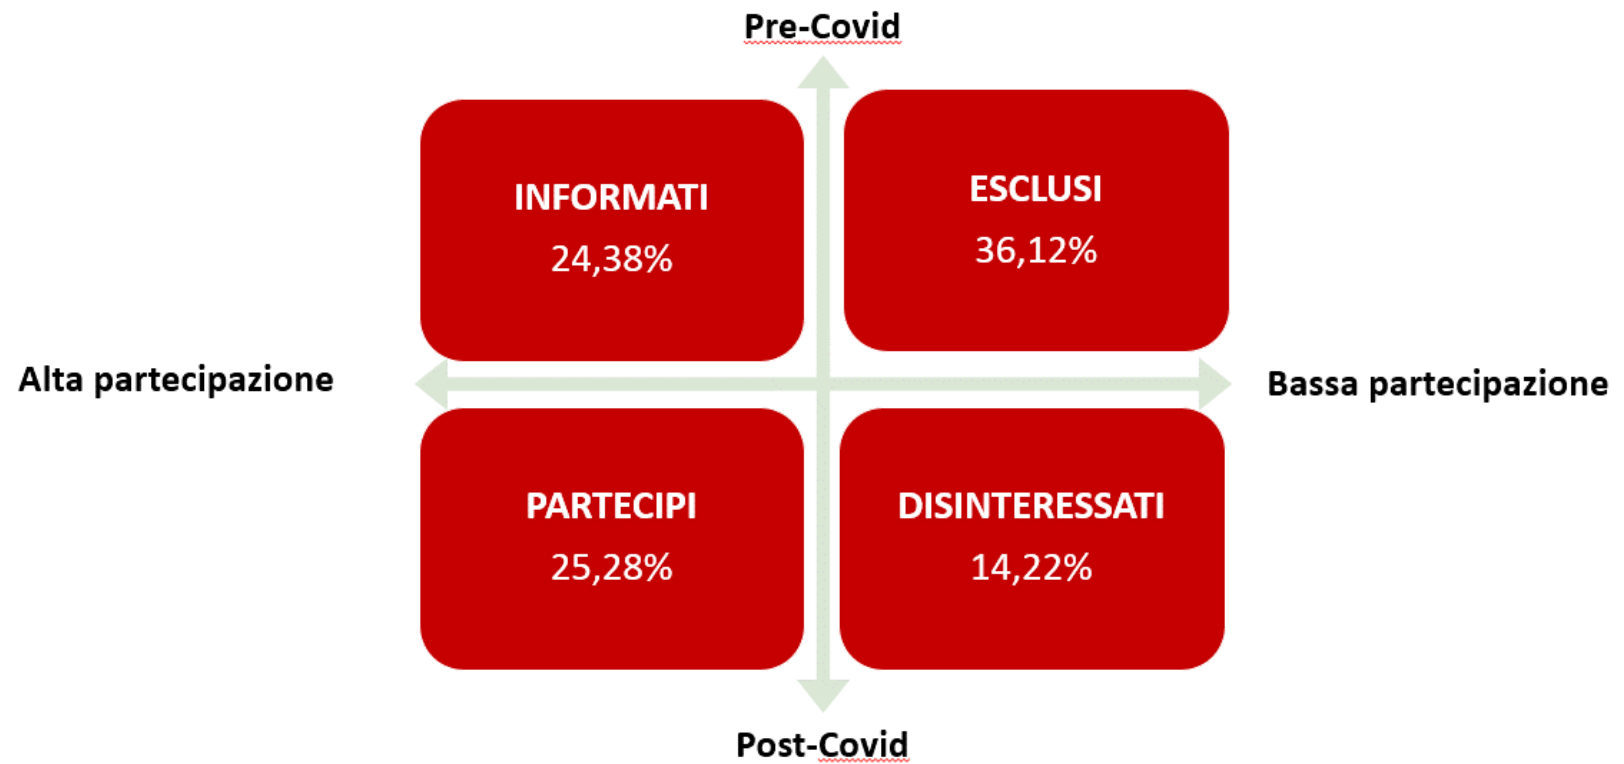 Pre-Covid
INFORMATI
24,38%
ESCLUSI
36,12%
Alta partecipazione
Bassa partecipazione
PARTECIPI
25,28%
DISINTERESSATI
14,22%
Post-Covid